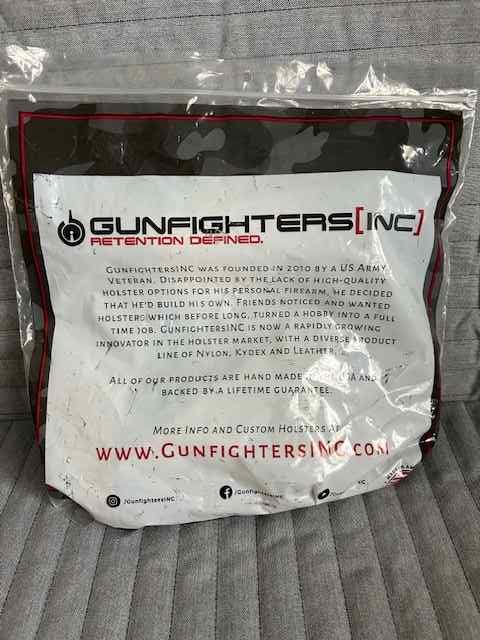 GUNFIGHTERS[INC]
RETENTION DEFINED.
GUNFIGHTERSINC WAS FOUNDED IN 2010 BY A US ARMY
VETERAN. DISAPPOINTED BY THE LACK OF HIGH-QUALITY
HOLSTER OPTIONS FOR HIS PERSONAL FIREARM, HE DECIDED
THAT HE'D BUILD HIS OWN. FRIENDS NOTICED AND WANTED
HOLSTERS WHICH BEFORE LONG, TURNED A HOBBY INTO A FULL
TIME JOB. GUNFIGHTERSINC IS NOW A RAPIDLY GROWING
INNOVATOR IN THE HOLSTER MARKET, WITH A DIVERSE PRODUCT
LINE OF NYLON, KYDEX AND LEATHER.
ALL OF OUR PRODUCTS ARE HAND MADE AND
BACKED BY A LIFETIME GUARANTEE.
MORE INFO AND CUSTOM HOLSTERS AT
WWW.GUNFIGHTERSINC.COM
/GunfightersINC /GunfightersINC /GunfightersINC